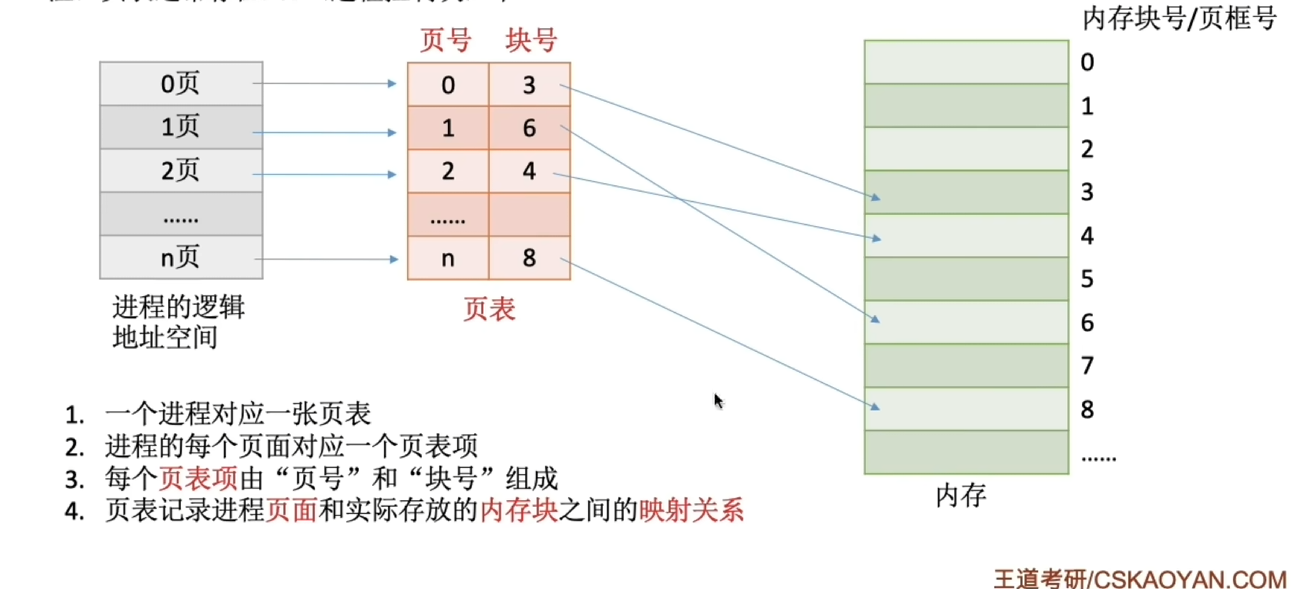 内存块号/页框号
页号 块号
0页 0 3 0
1页 1 6 1
2页 2 4 2
...... ...... 3
n页 n 8 4
5
6
7
8
......
进程的逻辑
地址空间
页表
内存
1. 一个进程对应一张页表
2. 进程的每个页面对应一个页表项
3. 每个页表项由“页号”和“块号”组成
4. 页表记录进程页面和实际存放的内存块之间的映射关系
王道考研/CSKAOYAN.COM